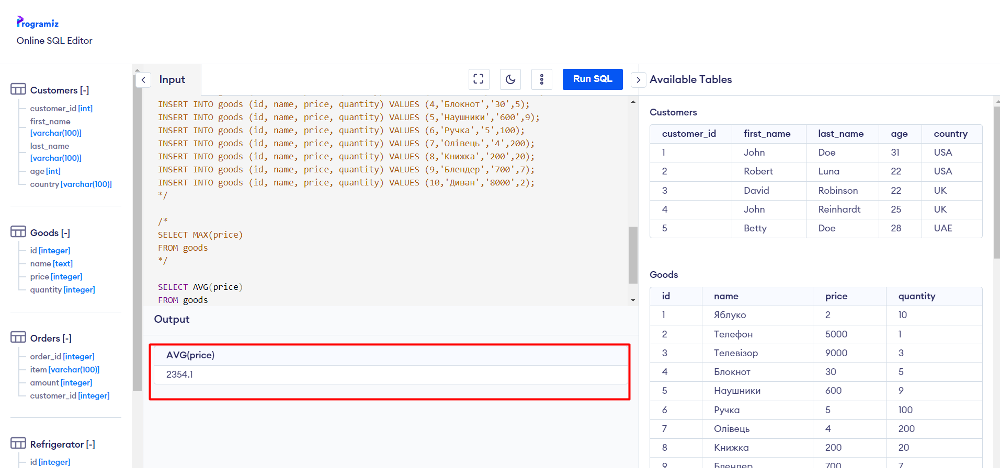 Programiz
Online SQL Editor
Customers [-]
customer_id [int]
first_name
[varchar(100)]
last_name
[varchar(100)]
age [int]
country [varchar(100)]
Goods [-]
id [integer]
name [text]
price [integer]
quantity [integer]
Orders [-]
order_id [integer]
item [varchar(100)]
amount [integer]
customer_id [integer]
Refrigerator [-]
id [integer]
Input
Run SQL
INSERT INTO goods (id, name, price, quantity) VALUES (4,'Блокнот','30',5);
INSERT INTO goods (id, name, price, quantity) VALUES (5,'Наушники','600',9);
INSERT INTO goods (id, name, price, quantity) VALUES (6,'Ручка','5',100);
INSERT INTO goods (id, name, price, quantity) VALUES (7,'Олівець','4',200);
INSERT INTO goods (id, name, price, quantity) VALUES (8,'Книжка','200',20);
INSERT INTO goods (id, name, price, quantity) VALUES (9,'Блендер','700',7);
INSERT INTO goods (id, name, price, quantity) VALUES (10,'Диван','8000',2);
*/
/*
SELECT MAX(price)
FROM goods
*/
SELECT AVG(price)
FROM goods
Output
AVG(price)
2354.1
Available Tables
Customers
customer_id first_name last_name age country
1 John Doe 31 USA
2 Robert Luna 22 USA
3 David Robinson 22 UK
4 John Reinhardt 25 UK
5 Betty Doe 28 UAE
Goods
id name price quantity
1 Яблуко 2 10
2 Телефон 5000 1
3 Телевізор 9000 3
4 Блокнот 30 5
5 Наушники 600 9
6 Ручка 5 100
7 Олівець 4 200
8 Книжка 200 20
9 Блендер 700 7